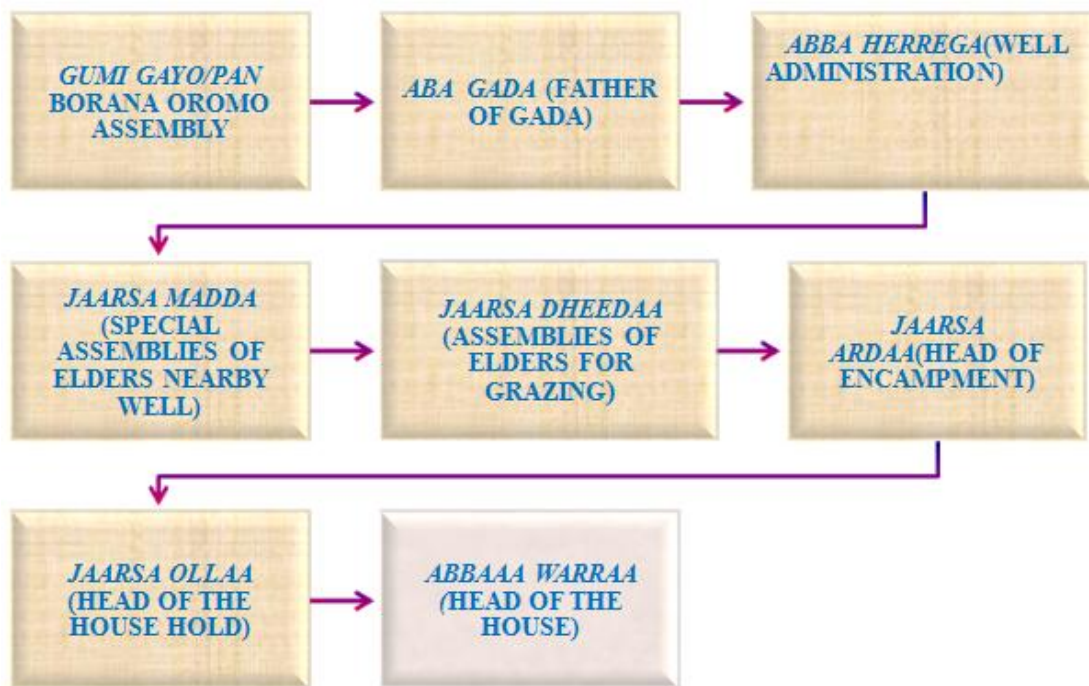 GUMI GAYO/PAN
BORANA OROMO
ASSEMBLY
ABA GADA (FATHER
OF GADA)
ABBA HERREGA(WELL
ADMINISTRATION)
JAARSA MADDA
(SPECIAL
ASSEMBLIES OF
ELDERS NEARBY
WELL)
JAARSA DHEEDAA
(ASSEMBLIES OF
ELDERS FOR
GRAZING)
JAARSA
ARDAA(HEAD OF
ENCAMPMENT)
JAARSA OLLAA
(HEAD OF THE
HOUSE HOLD)
ABBAAA WARRAA
(HEAD OF THE
HOUSE)